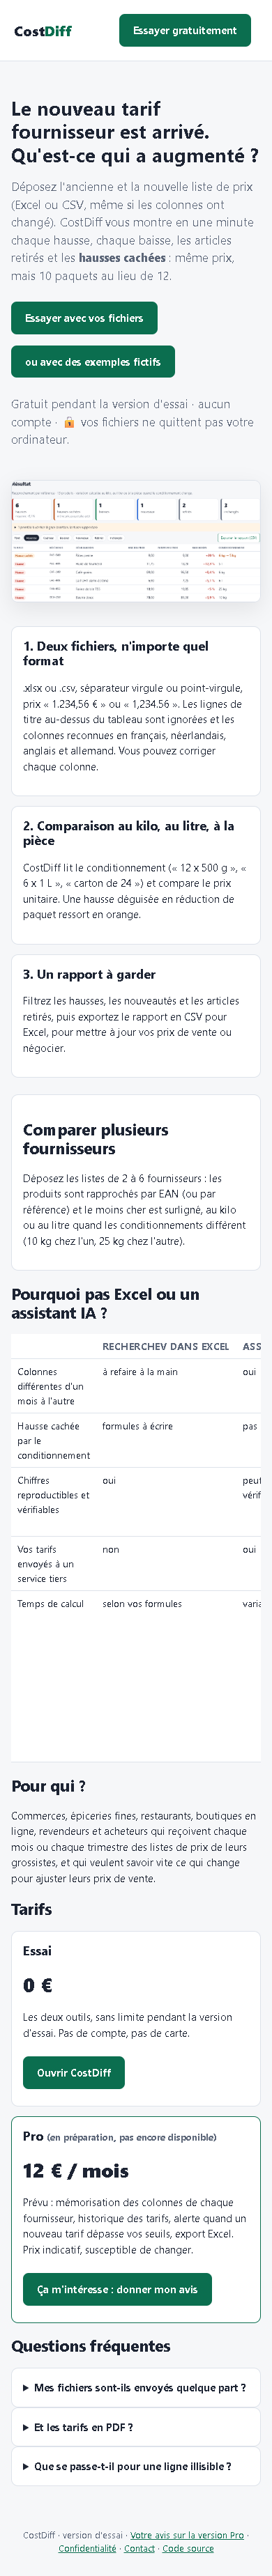 CostDiff
Essayer gratuitement
Le nouveau tarif
fournisseur est arrivé.
Qu'est-ce qui a augmenté ?
Déposez l'ancienne et la nouvelle liste de prix
(Excel ou CSV, même si les colonnes ont
changé). CostDiff vous montre en une minute
chaque hausse, chaque baisse, les articles
retirés et les hausses cachées : même prix,
mais 10 paquets au lieu de 12.
Essayer avec vos fichiers
ou avec des exemples fictifs
Gratuit pendant la version d'essai · aucun
compte · 🔒 vos fichiers ne quittent pas votre
ordinateur.
1. Deux fichiers, n'importe quel
format
.xlsx ou .csv, séparateur virgule ou point-virgule,
prix « 1.234,56 € » ou « 1,234.56 ». Les lignes de
titre au-dessus du tableau sont ignorées et les
colonnes reconnues en français, néerlandais,
anglais et allemand. Vous pouvez corriger
chaque colonne.
2. Comparaison au kilo, au litre, à la
pièce
CostDiff lit le conditionnement (« 12 x 500 g », «
6 x 1 L », « carton de 24 ») et compare le prix
unitaire. Une hausse déguisée en réduction de
paquet ressort en orange.
3. Un rapport à garder
Filtrez les hausses, les nouveautés et les articles
retirés, puis exportez le rapport en CSV pour
Excel, pour mettre à jour vos prix de vente ou
négocier.
Comparer plusieurs
fournisseurs
Déposez les listes de 2 à 6 fournisseurs : les
produits sont rapprochés par EAN (ou par
référence) et le moins cher est surligné, au kilo
ou au litre quand les conditionnements diffèrent
(10 kg chez l'un, 25 kg chez l'autre).
Pourquoi pas Excel ou un
assistant IA ?
RECHERCHEV DANS EXCEL ASS
Colonnes à refaire à la main oui
différentes d'un
mois à l'autre
Hausse cachée formules à écrire pas
par le
conditionnement
Chiffres oui peut
reproductibles et vérif
vérifiables
Vos tarifs non oui
envoyés à un
service tiers
Temps de calcul selon vos formules varia
Pour qui ?
Commerces, épiceries fines, restaurants, boutiques en
ligne, revendeurs et acheteurs qui reçoivent chaque
mois ou chaque trimestre des listes de prix de leurs
grossistes, et qui veulent savoir vite ce qui change
pour ajuster leurs prix de vente.
Tarifs
Essai
0 €
Les deux outils, sans limite pendant la version
d'essai. Pas de compte, pas de carte.
Ouvrir CostDiff
Pro (en préparation, pas encore disponible)
12 € / mois
Prévu : mémorisation des colonnes de chaque
fournisseur, historique des tarifs, alerte quand un
nouveau tarif dépasse vos seuils, export Excel.
Prix indicatif, susceptible de changer.
Ça m'intéresse : donner mon avis
Questions fréquentes
▶ Mes fichiers sont-ils envoyés quelque part ?
▶ Et les tarifs en PDF ?
▶ Que se passe-t-il pour une ligne illisible ?
CostDiff · version d'essai · Votre avis sur la version Pro ·
Confidentialité · Contact · Code source